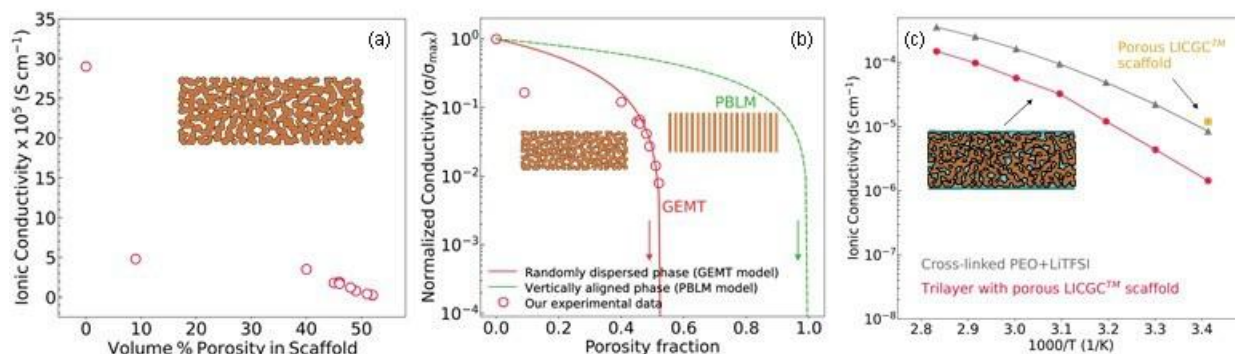 (a)
Ionic Conductivity x 10⁵ (S cm⁻¹)
35
30
25
20
15
10
5
0
0 10 20 30 40 50
Volume % Porosity in Scaffold
(b)
Normalized Conductivity (σ/σmax)
10⁰
10⁻¹
10⁻²
10⁻³
10⁻⁴
PBLM
GEMT
Randomly dispersed phase (GEMT model)
Vertically aligned phase (PBLM model)
Our experimental data
0.0 0.2 0.4 0.6 0.8 1.0
Porosity fraction
(c)
Ionic Conductivity (S cm⁻¹)
10⁻³
10⁻⁴
10⁻⁵
10⁻⁶
10⁻⁷
10⁻⁸
Porous LICGC™
scaffold
Cross-linked PEO+LiTFSI
Trilayer with porous LICGC™ scaffold
2.8 2.9 3.0 3.1 3.2 3.3 3.4
1000/T (1/K)